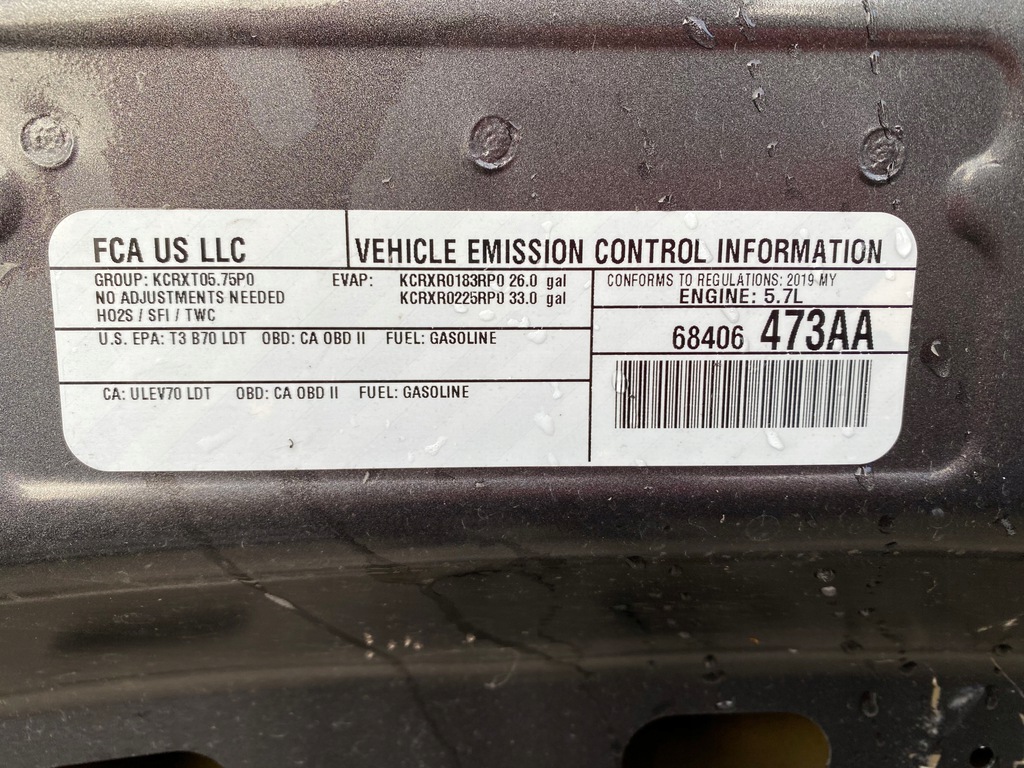 FCA US LLC
VEHICLE EMISSION CONTROL INFORMATION
GROUP: KCRXT05.75P0
NO ADJUSTMENTS NEEDED
HO2S / SFI / TWC
EVAP: KCRXR0183RP0 26.0 gal
KCRXR0225RP0 33.0 gal
CONFORMS TO REGULATIONS: 2019 MY
ENGINE: 5.7L
68406 473AA
U.S. EPA: T3 B70 LDT OBD: CA OBD II FUEL: GASOLINE
CA: ULEV70 LDT OBD: CA OBD II FUEL: GASOLINE